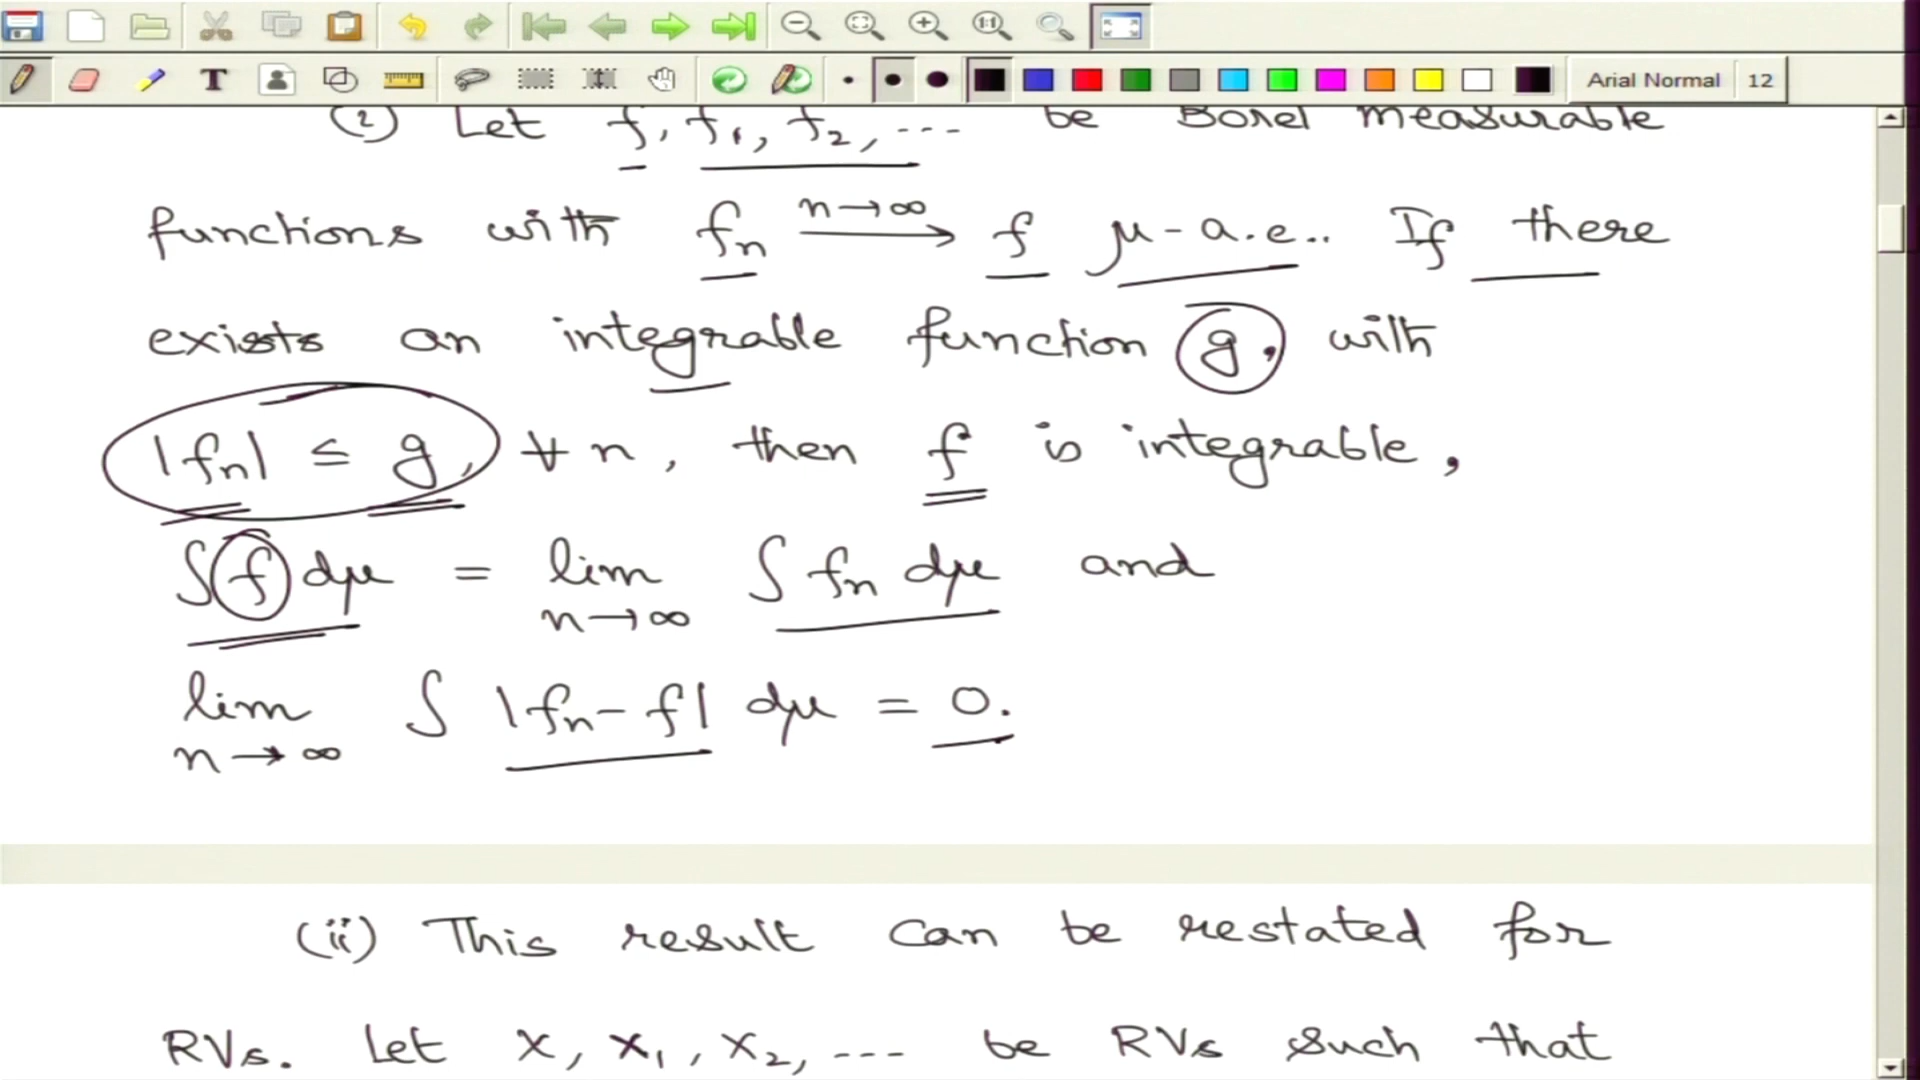 1:1
T
Arial Normal 12
(i) Let f, f₁, f₂, --- be Borel measurable
functions with fₙ --n→∞--> f μ-a.e.. If there
exists an integrable function g, with
|fₙ| ≤ g, ∀ n, then f is integrable,
∫ f dμ = lim n→∞ ∫ fₙ dμ and
lim n→∞ ∫ |fₙ - f| dμ = 0.
(ii) This result can be restated for
RVs. Let X, X₁, X₂, --- be RVs such that